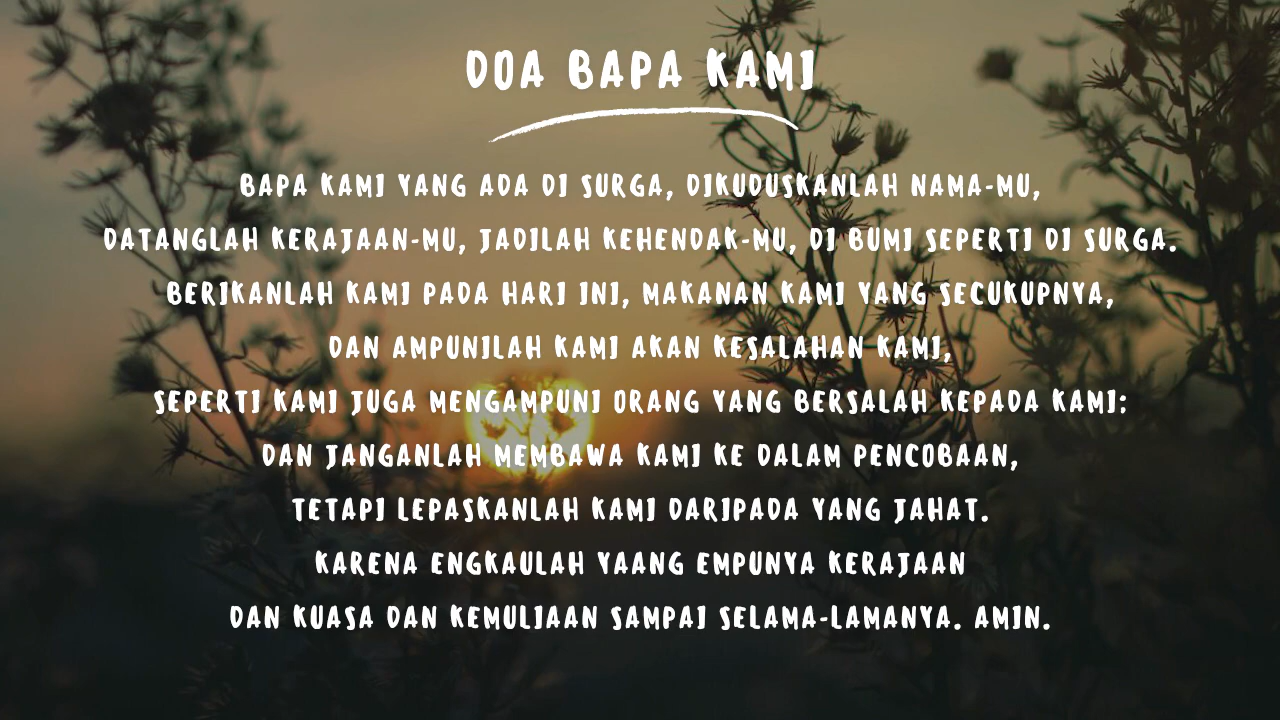 DOA BAPA KAMI
BAPA KAMI YANG ADA DI SURGA, DIKUDUSKANLAH NAMA-MU,
DATANGLAH KERAJAAN-MU, JADILAH KEHENDAK-MU, DI BUMI SEPERTI DI SURGA.
BERIKANLAH KAMI PADA HARI INI, MAKANAN KAMI YANG SECUKUPNYA,
DAN AMPUNILAH KAMI AKAN KESALAHAN KAMI,
SEPERTI KAMI JUGA MENGAMPUNI ORANG YANG BERSALAH KEPADA KAMI;
DAN JANGANLAH MEMBAWA KAMI KE DALAM PENCOBAAN,
TETAPI LEPASKANLAH KAMI DARIPADA YANG JAHAT.
KARENA ENGKAULAH YAANG EMPUNYA KERAJAAN
DAN KUASA DAN KEMULIAAN SAMPAI SELAMA-LAMANYA. AMIN.